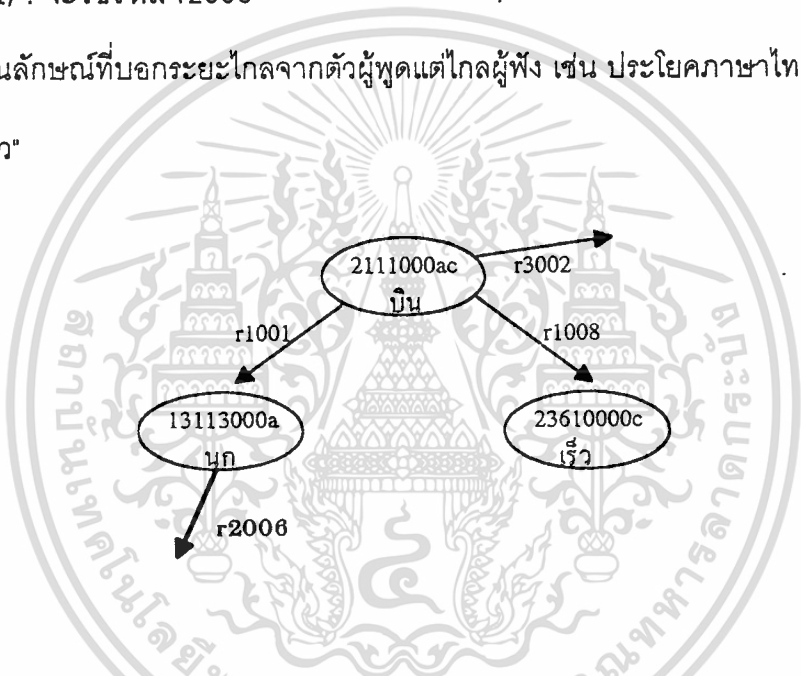 นลักษณ์ที่บอกระยะไกลจากตัวผู้พูดแต่ไกลผู้ฟัง เช่น ประโยคภาษาไท
ว"
2111000ac
บิน
r3002
r1001
r1008
13113000a
นก
23610000c
เร็ว
r2006